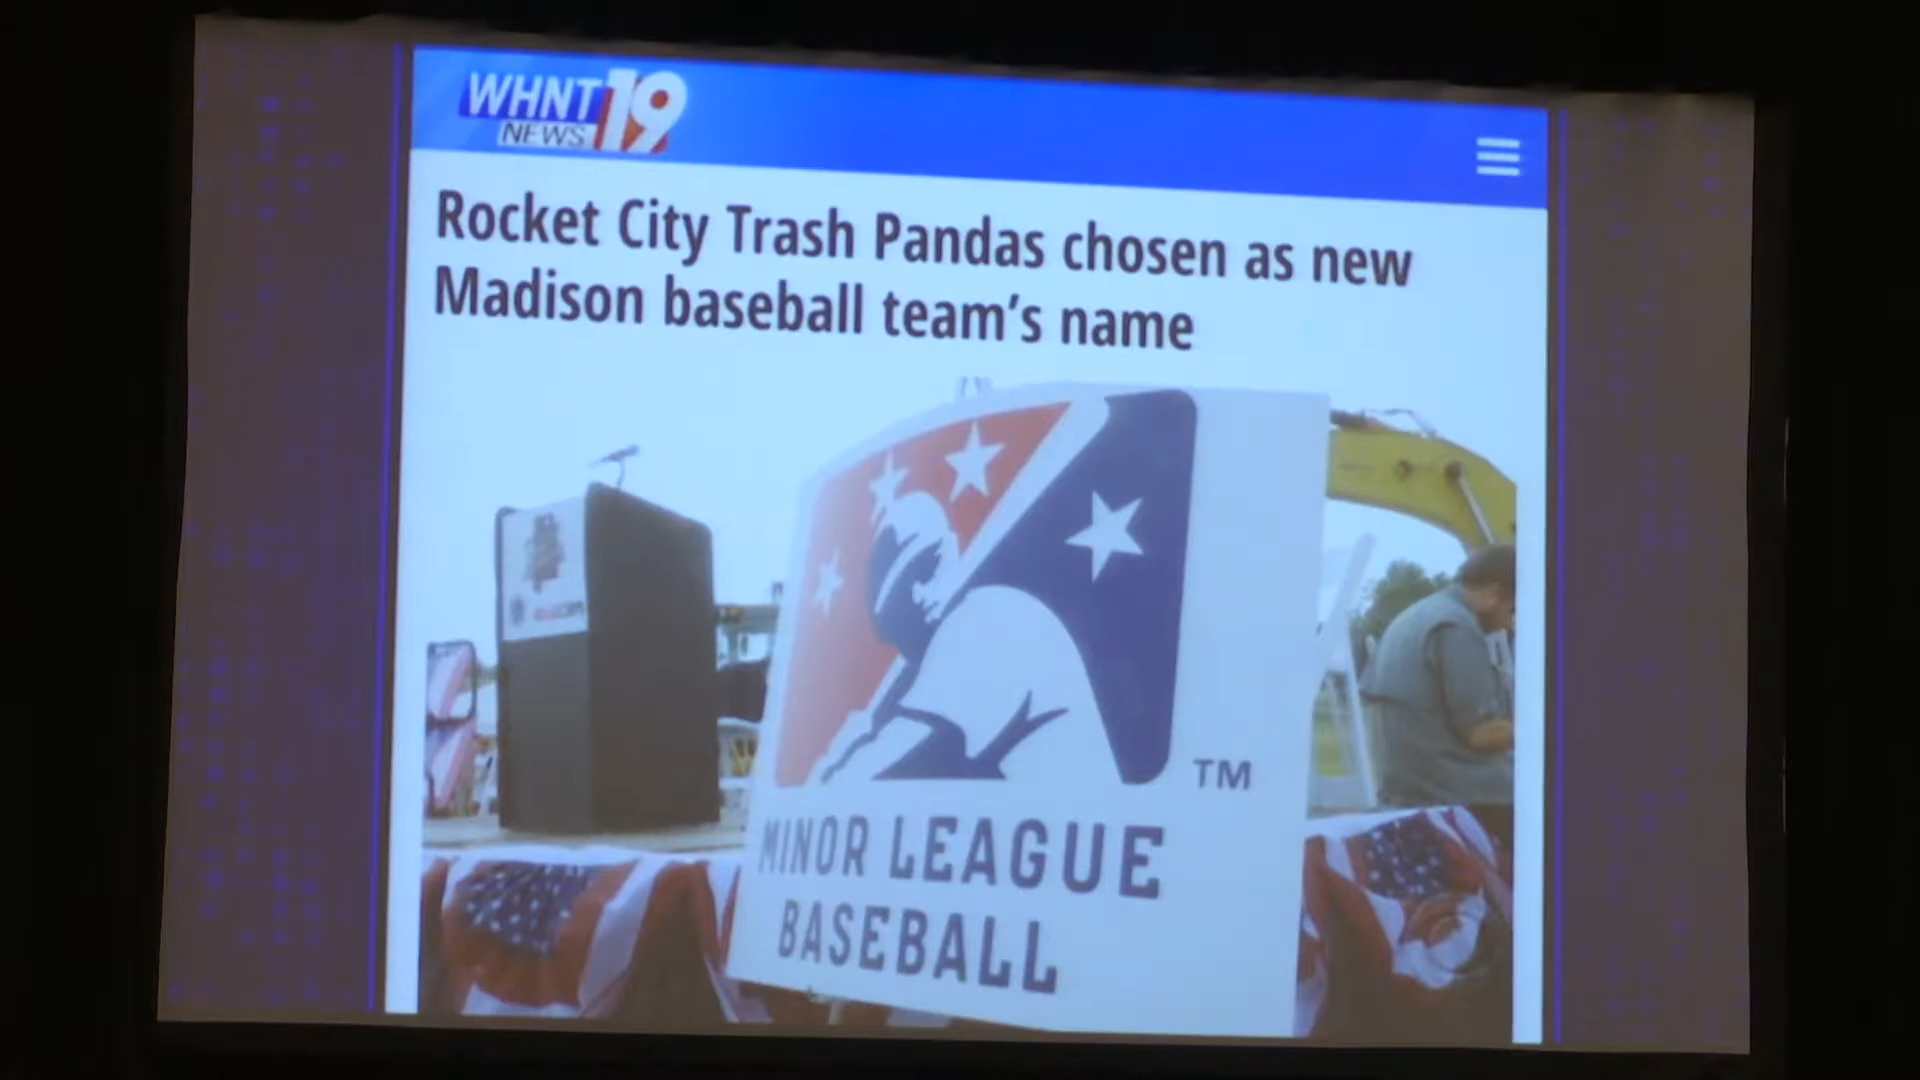 WHNT 19
NEWS
Rocket City Trash Pandas chosen as new
Madison baseball team's name
TM
MINOR LEAGUE
BASEBALL